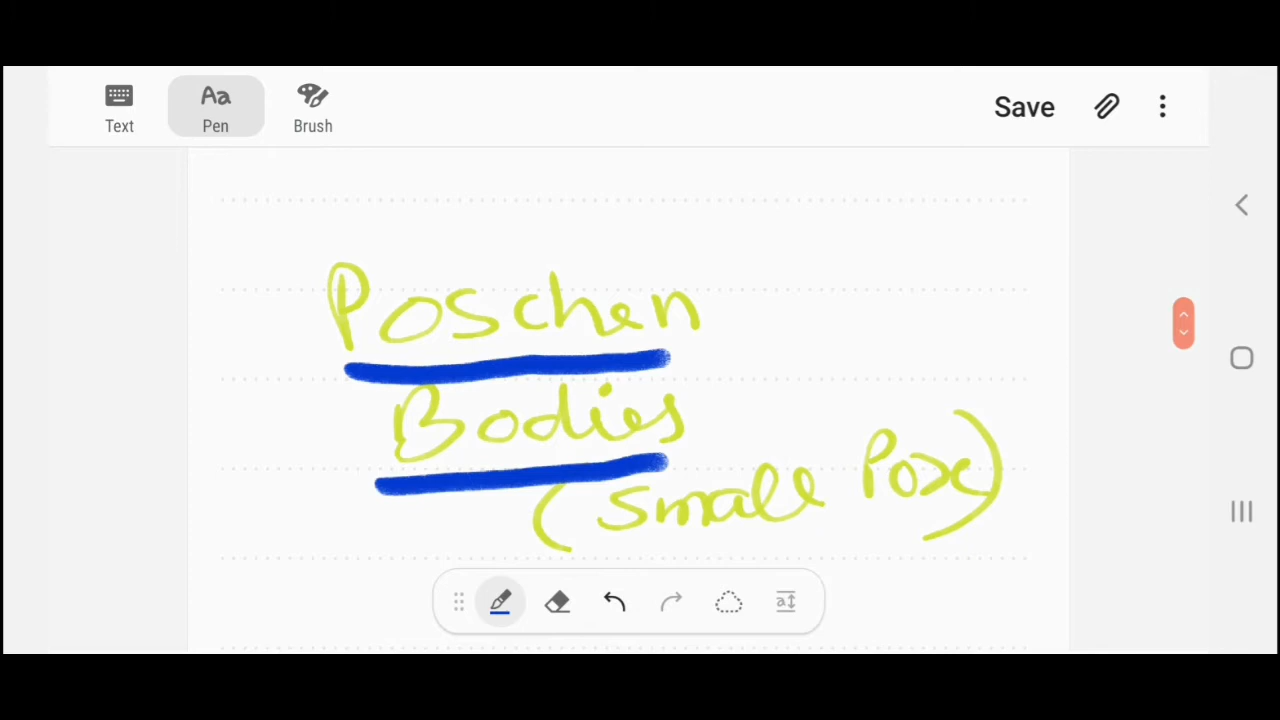 Text
Pen
Brush
Save
Poschen
Bodies
(small Pox)